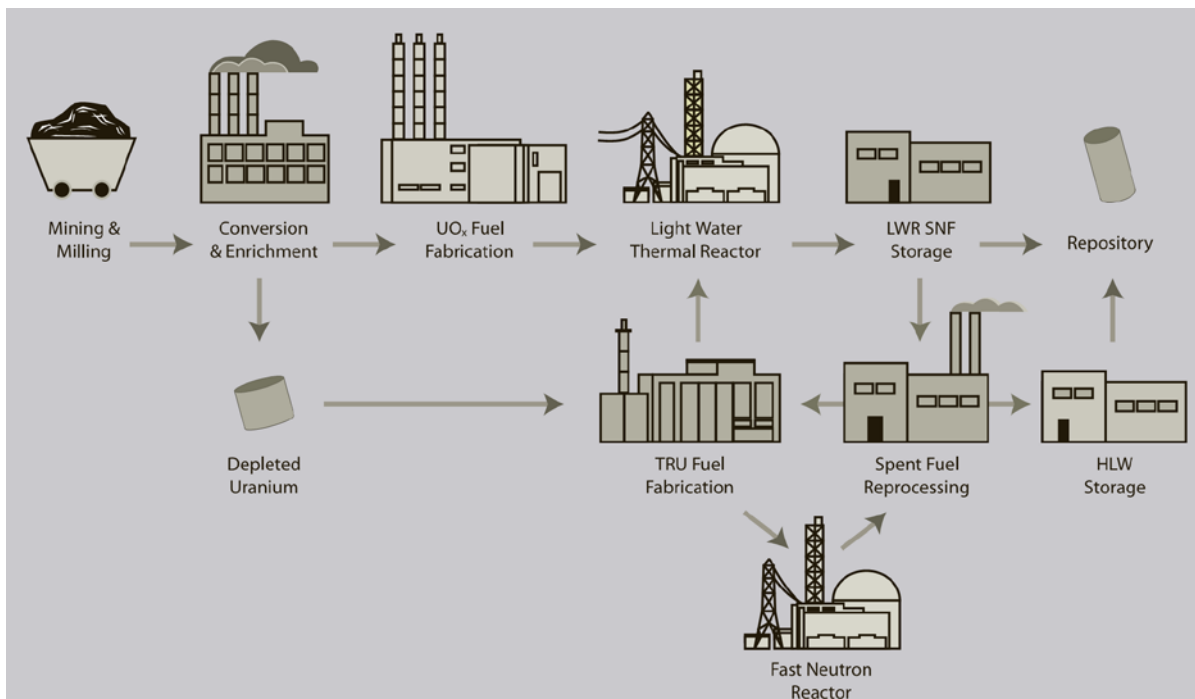 Mining &
Milling
Conversion
& Enrichment
UOₓ Fuel
Fabrication
Light Water
Thermal Reactor
LWR SNF
Storage
Repository
Depleted
Uranium
TRU Fuel
Fabrication
Spent Fuel
Reprocessing
HLW
Storage
Fast Neutron
Reactor